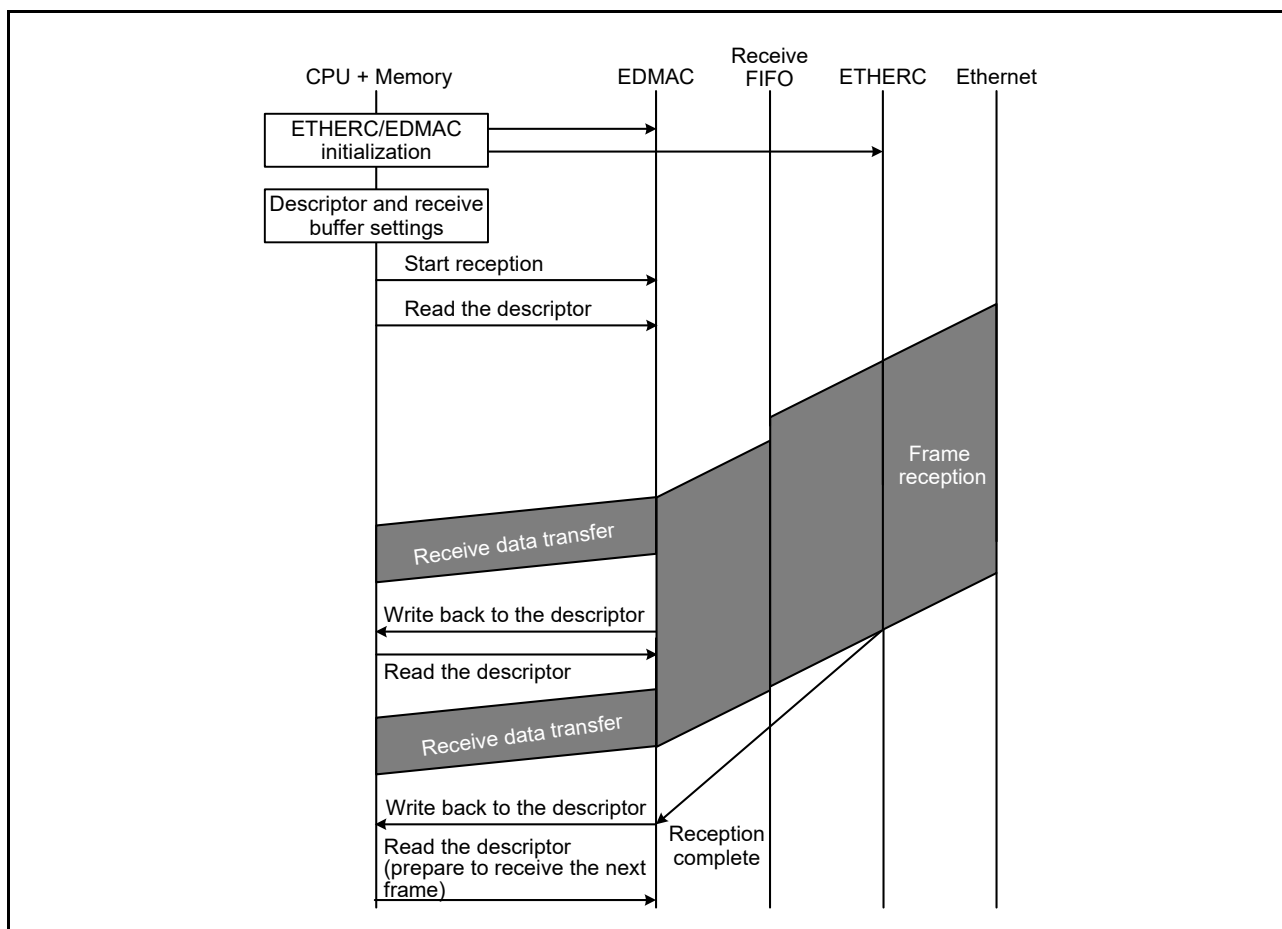 CPU + Memory
EDMAC
Receive
FIFO
ETHERC
Ethernet
ETHERC/EDMAC
initialization
Descriptor and receive
buffer settings
Start reception
Read the descriptor
Frame
reception
Receive data transfer
Write back to the descriptor
Read the descriptor
Receive data transfer
Write back to the descriptor
Reception
complete
Read the descriptor
(prepare to receive the next
frame)